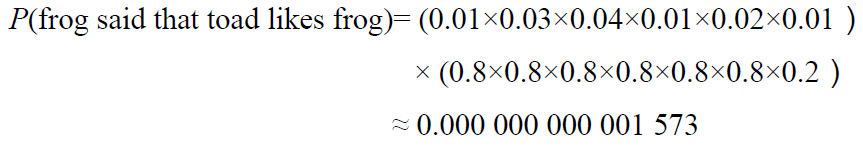 P(frog said that toad likes frog)= (0.01×0.03×0.04×0.01×0.02×0.01 )
× (0.8×0.8×0.8×0.8×0.8×0.8×0.2 )
≈ 0.000 000 000 001 573